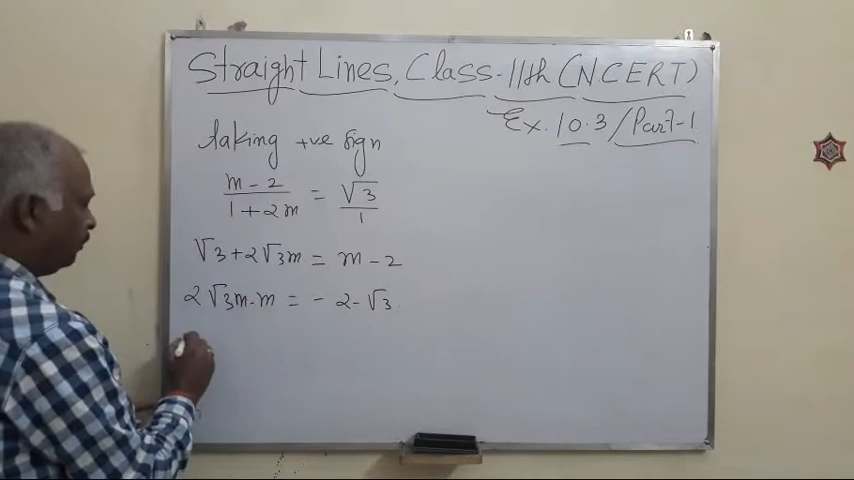 Straight Lines, Class-11th (NCERT)
Ex. 10.3/Part-1
taking +ve sign
m-2/1+2m = √3/1
√3+2√3m = m-2
2√3m-m = -2-√3